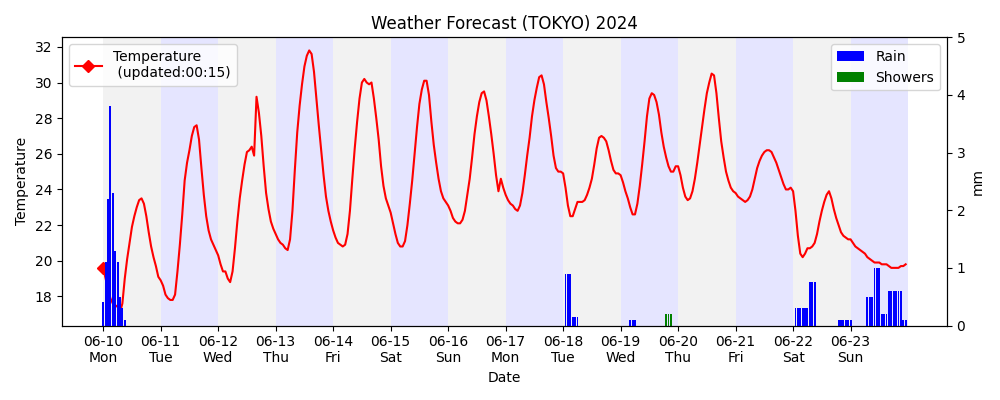 Weather Forecast (TOKYO) 2024
Temperature
(updated:00:15)
Rain
Showers
Temperature
32
30
28
26
24
22
20
18
5
4
3
2
1
0
mm
06-10 06-11 06-12 06-13 06-14 06-15 06-16 06-17 06-18 06-19 06-20 06-21 06-22 06-23
Mon Tue Wed Thu Fri Sat Sun Mon Tue Wed Thu Fri Sat Sun
Date